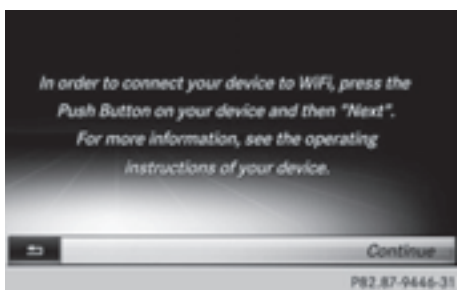 In order to connect your device to WiFi, press the
Push Button on your device and then "Next".
For more information, see the operating
instructions of your device.
Continue
P82.87-9446-31